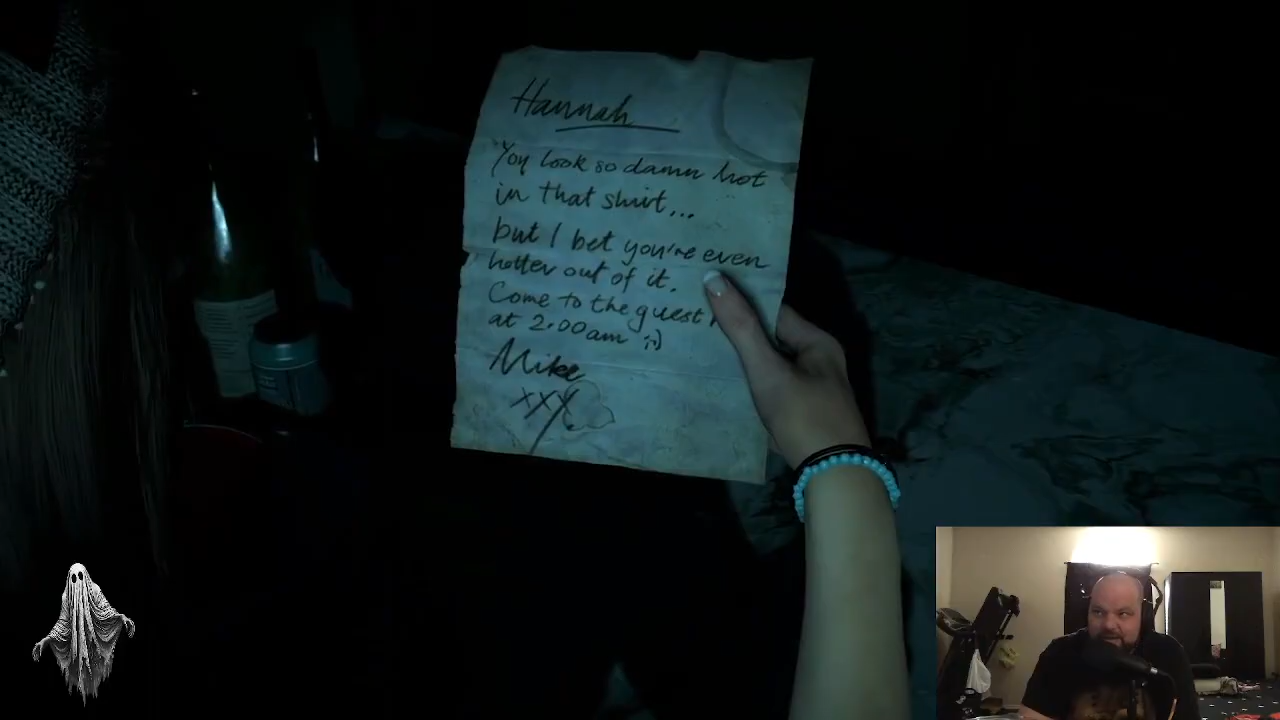 Hannah
You look so damn hot
in that shirt...
but I bet you're even
hotter out of it.
Come to the guest
at 2.00am ;)
Mike
xxx